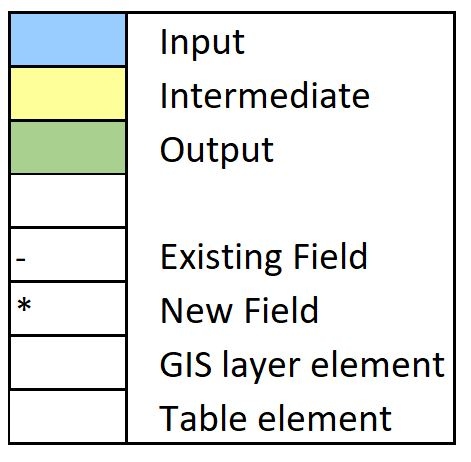 Input
Intermediate
Output
- Existing Field
* New Field
GIS layer element
Table element